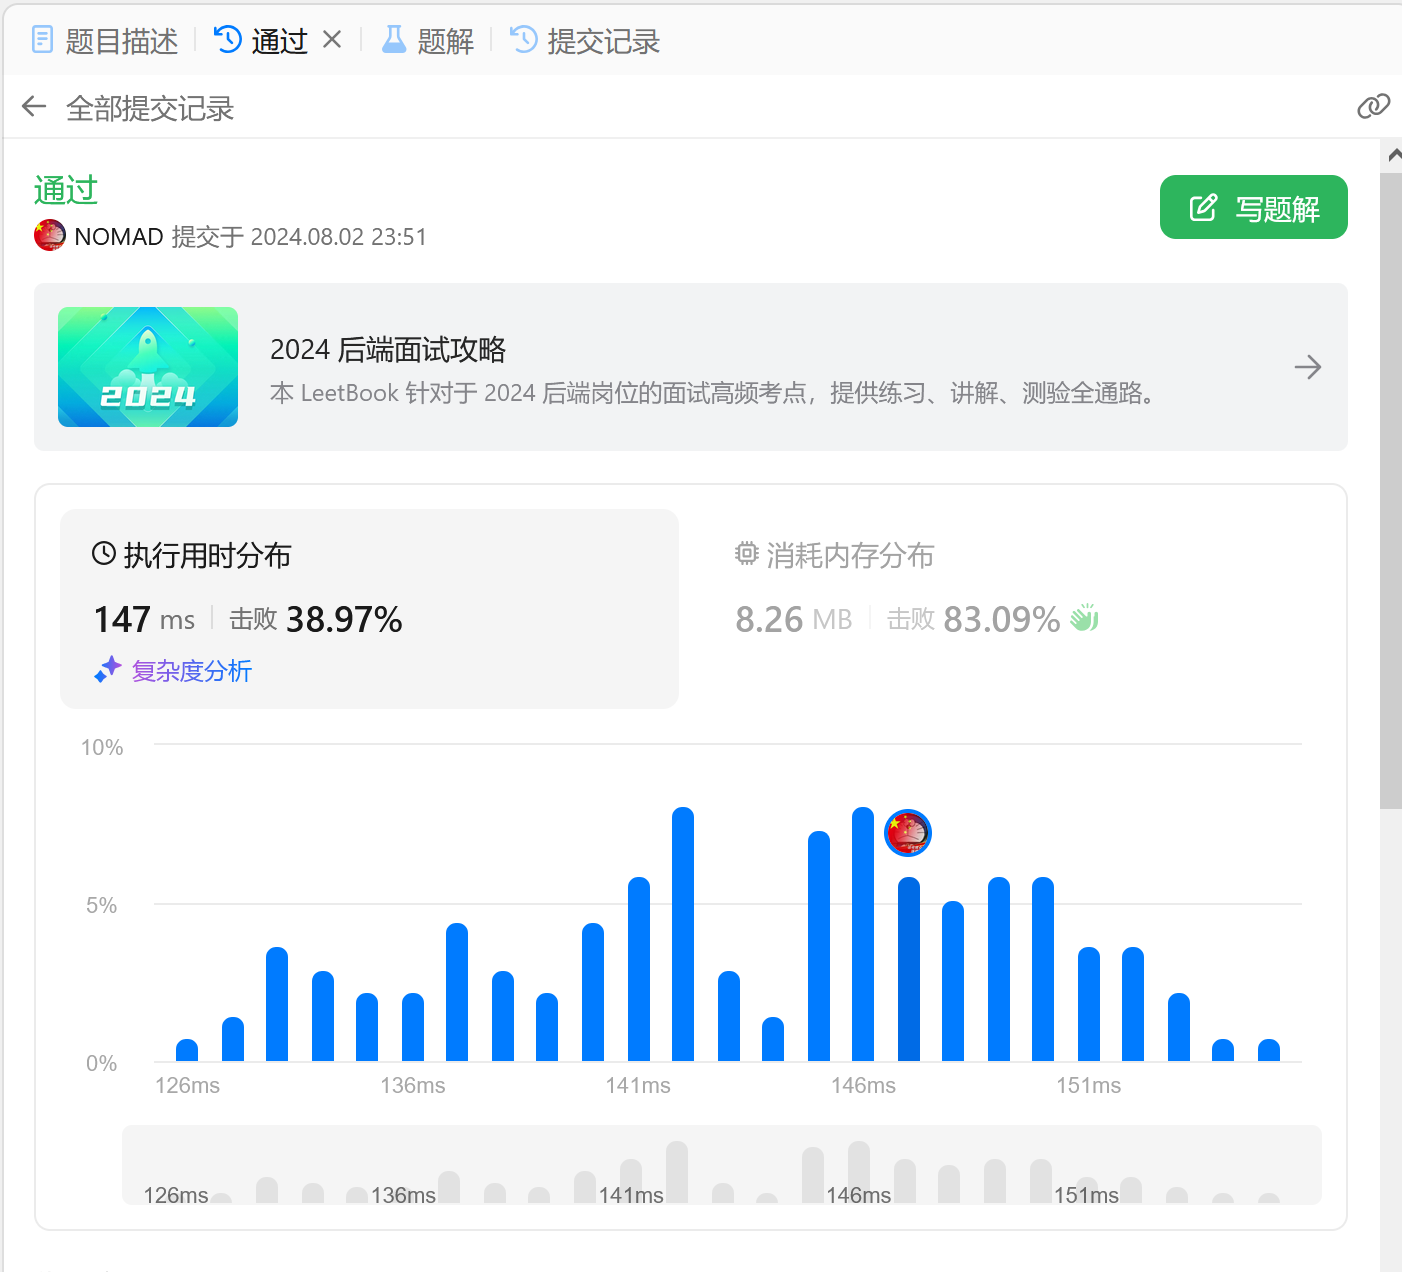 题目描述 通过 题解 提交记录
全部提交记录
通过
写题解
NOMAD 提交于 2024.08.02 23:51
2024
2024 后端面试攻略
本 LeetBook 针对于 2024 后端岗位的面试高频考点，提供练习、讲解、测验全通路。
执行用时分布
147 ms 击败 38.97%
复杂度分析
消耗内存分布
8.26 MB 击败 83.09%
10%
5%
0%
126ms 136ms 141ms 146ms 151ms
126ms 136ms 141ms 146ms 151ms